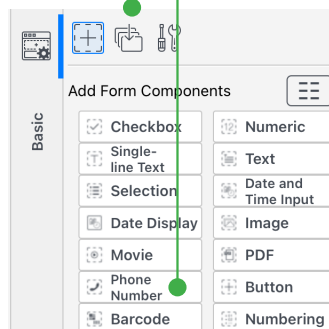 Add Form Components
Basic
Checkbox
Numeric
Single-
line Text
Text
Selection
Date and
Time Input
Date Display
Image
Movie
PDF
Phone
Number
Button
Barcode
Numbering